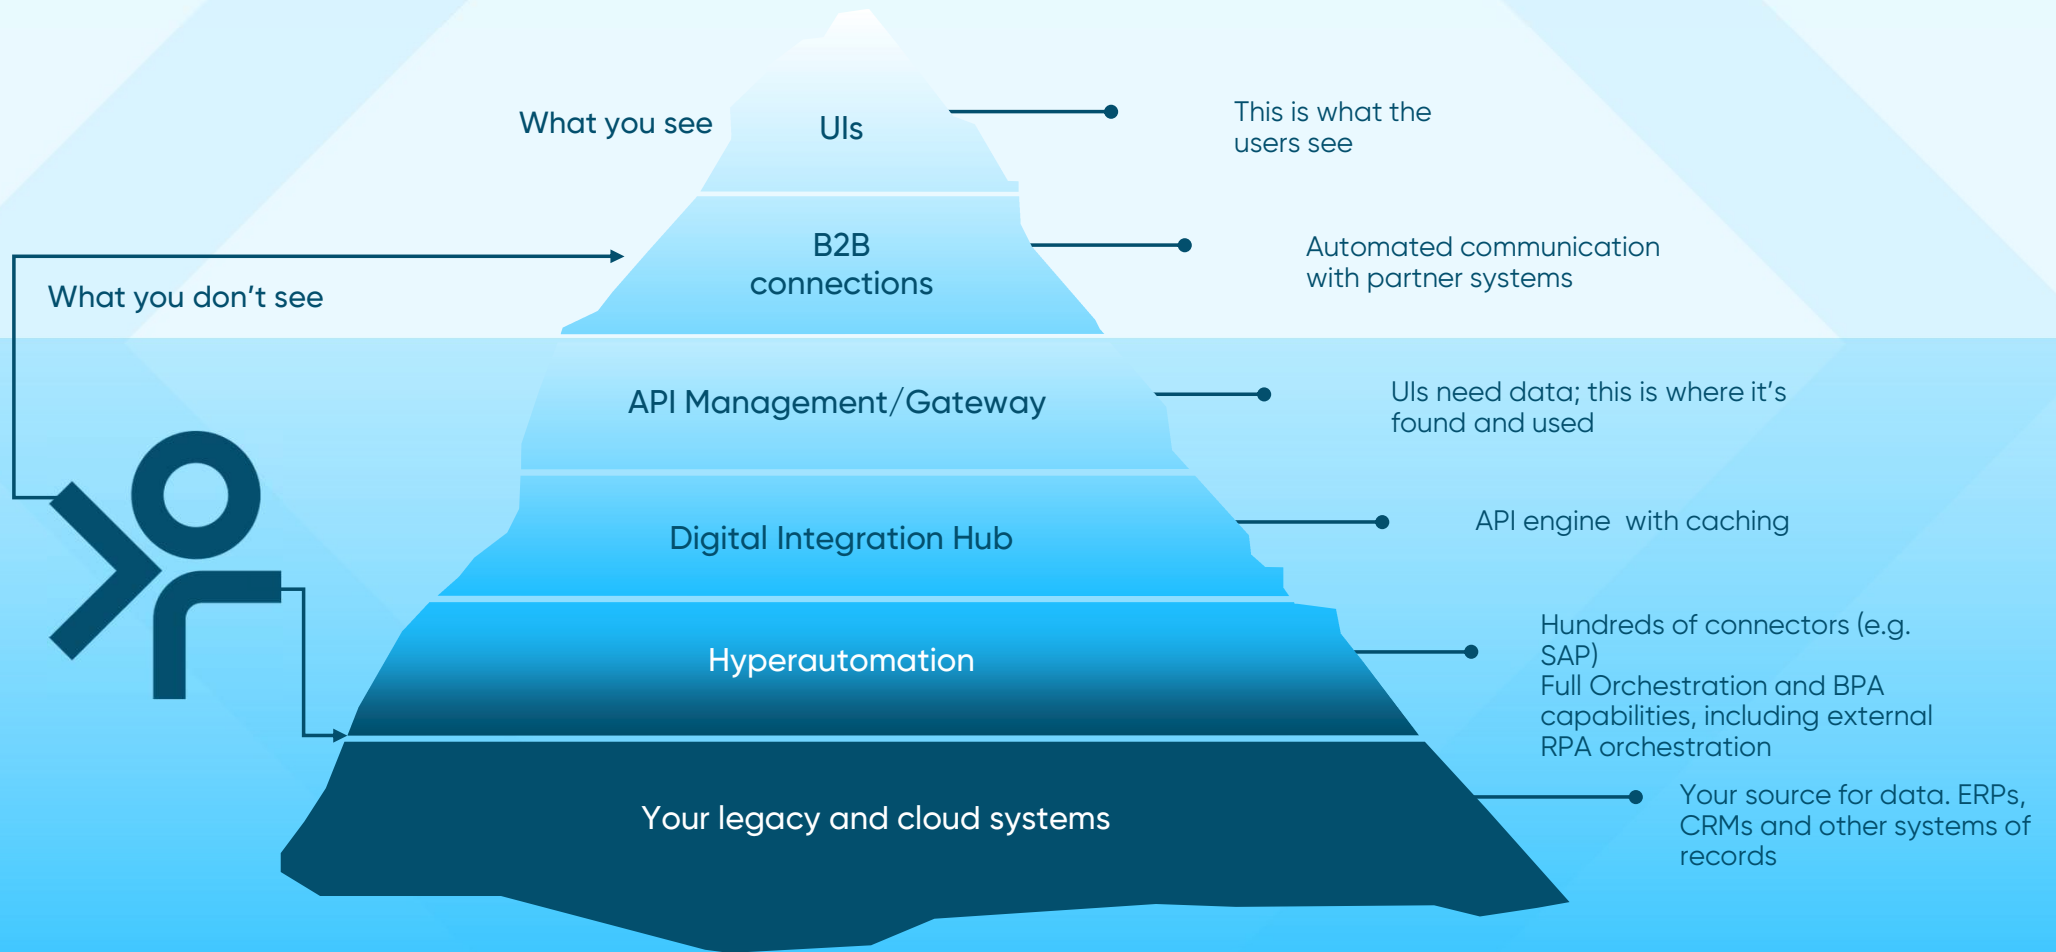 What you see
UIs
This is what the
users see
B2B
connections
Automated communication
with partner systems
What you don’t see
API Management/Gateway
UIs need data; this is where it’s
found and used
Digital Integration Hub
API engine  with caching
Hyperautomation
Hundreds of connectors (e.g.
SAP)
Full Orchestration and BPA
capabilities, including external
RPA orchestration
Your legacy and cloud systems
Your source for data. ERPs,
CRMs and other systems of
records